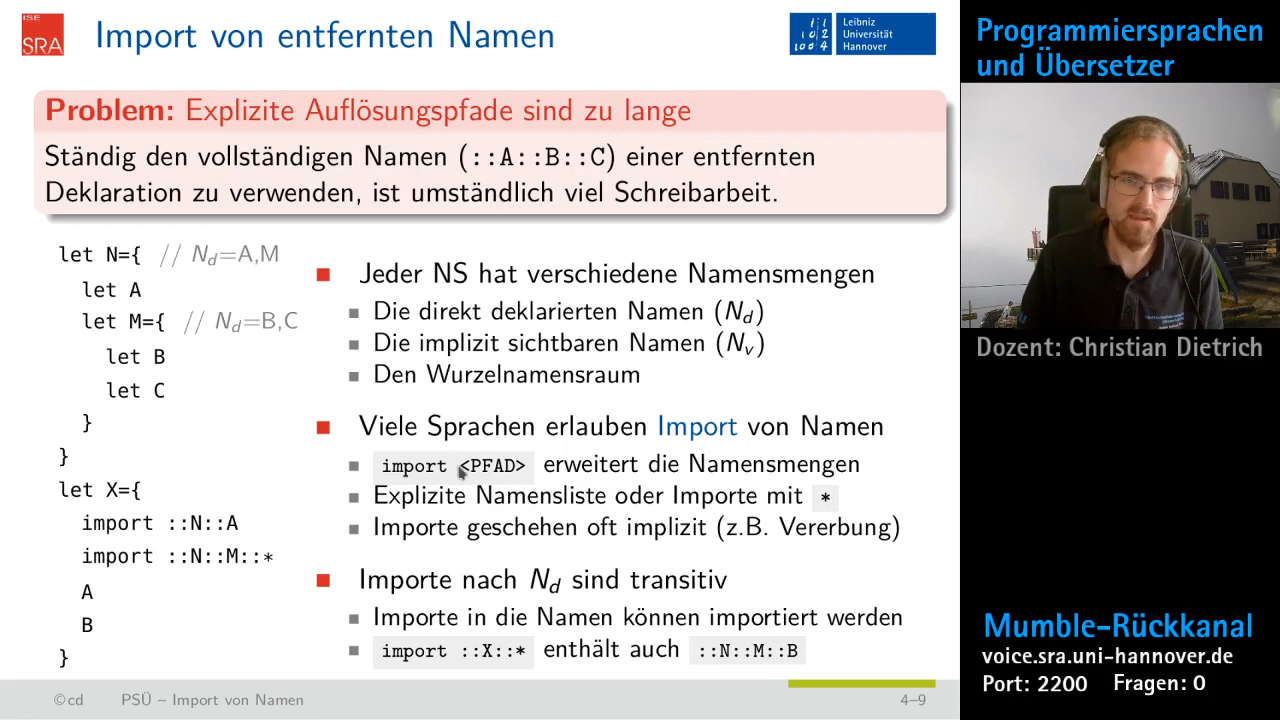 ISE
SRA
Import von entfernten Namen
Leibniz
Universität
Hannover
Problem: Explizite Auflösungspfade sind zu lange
Ständig den vollständigen Namen (::A::B::C) einer entfernten
Deklaration zu verwenden, ist umständlich viel Schreibarbeit.
let N={ // N_d=A,M
let A
let M={ // N_d=B,C
let B
let C
}
}
let X={
import ::N::A
import ::N::M::*
A
B
}
Jeder NS hat verschiedene Namensmengen
Die direkt deklarierten Namen (N_d)
Die implizit sichtbaren Namen (N_v)
Den Wurzelnamensraum
Viele Sprachen erlauben Import von Namen
import <PFAD> erweitert die Namensmengen
Explizite Namensliste oder Importe mit *
Importe geschehen oft implizit (z.B. Vererbung)
Importe nach N_d sind transitiv
Importe in die Namen können importiert werden
import ::X::* enthält auch ::N::M::B
©cd PSÜ – Import von Namen 4–9
Programmiersprachen
und Übersetzer
Dozent: Christian Dietrich
Mumble-Rückkanal
voice.sra.uni-hannover.de
Port: 2200 Fragen: 0